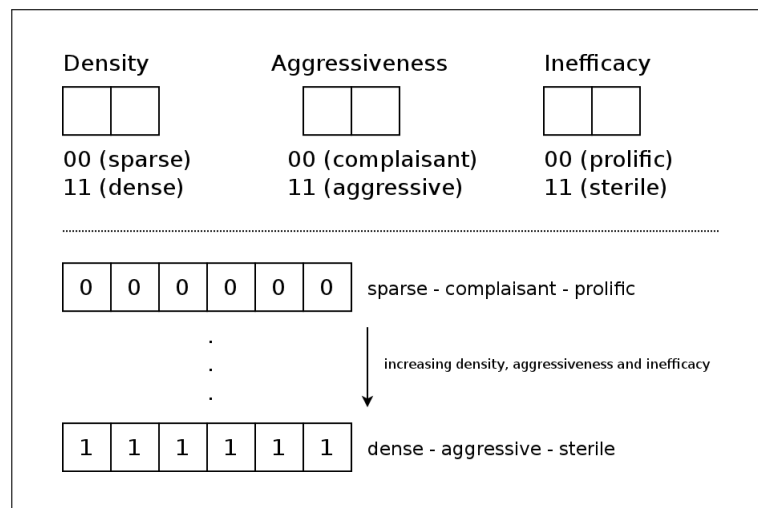 Density Aggressiveness Inefficacy
00 (sparse) 00 (complaisant) 00 (prolific)
11 (dense) 11 (aggressive) 11 (sterile)
0 0 0 0 0 0 sparse - complaisant - prolific
increasing density, aggressiveness and inefficacy
1 1 1 1 1 1 dense - aggressive - sterile